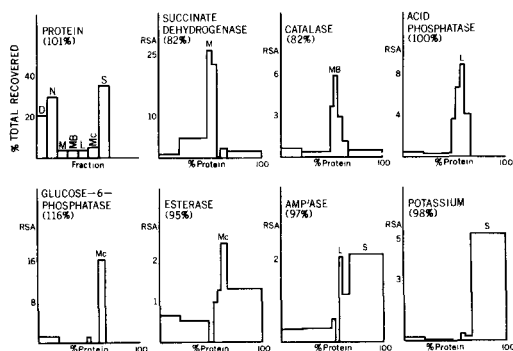 PROTEIN
(101%)
% TOTAL RECOVERED
40
20
D
N
M
MB
L
Mc
S
Fraction
SUCCINATE
DEHYDROGENASE
(82%)
RSA
25
10
M
% Protein
100
CATALASE
(82%)
RSA
6
3
MB
% Protein
100
ACID
PHOSPHATASE
(100%)
RSA
8
4
L
% Protein
100
GLUCOSE-6-
PHOSPHATASE
(116%)
RSA
16
8
Mc
% Protein
100
ESTERASE
(95%)
RSA
2
1
Mc
% Protein
100
AMP'ASE
(97%)
RSA
2
L
S
% Protein
100
POTASSIUM
(98%)
RSA
5
3
S
% Protein
100